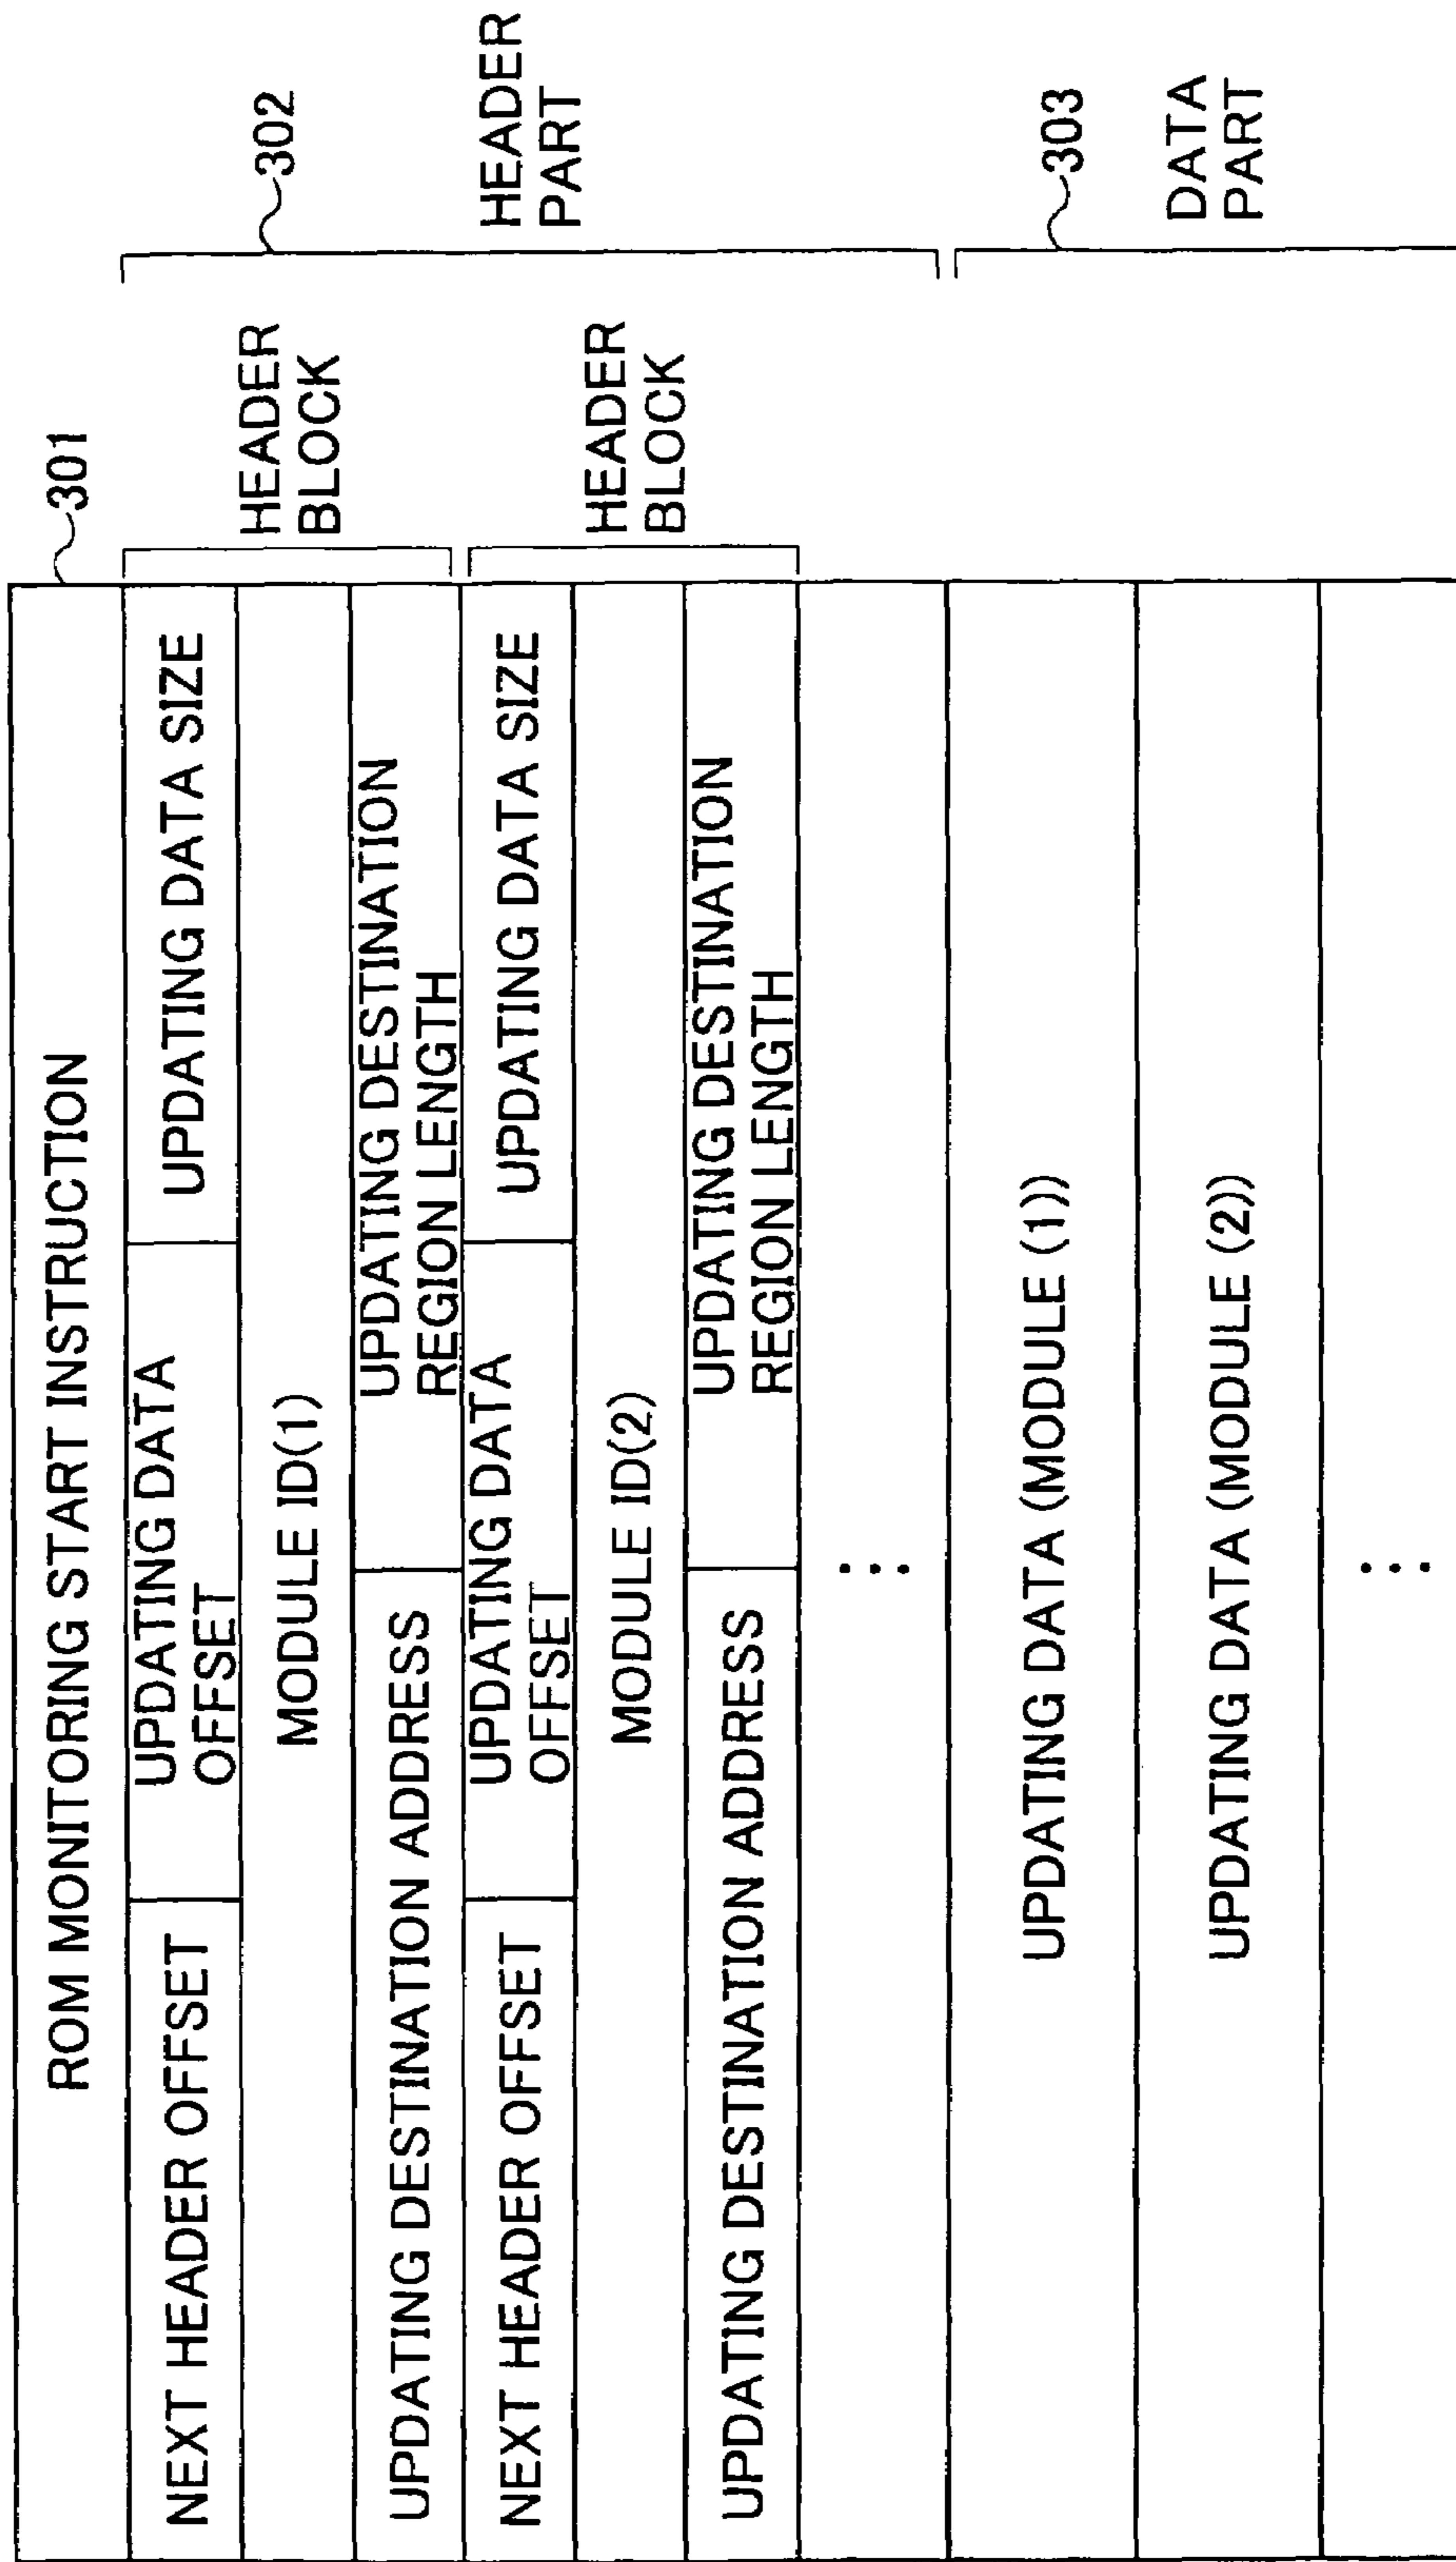 ROM MONITORING START INSTRUCTION
301
NEXT HEADER OFFSET
UPDATING DATA
OFFSET
UPDATING DATA SIZE
MODULE ID(1)
UPDATING DESTINATION ADDRESS
UPDATING DESTINATION
REGION LENGTH
HEADER
BLOCK
302
NEXT HEADER OFFSET
UPDATING DATA
OFFSET
UPDATING DATA SIZE
MODULE ID(2)
UPDATING DESTINATION ADDRESS
UPDATING DESTINATION
REGION LENGTH
HEADER
BLOCK
HEADER
PART
...
UPDATING DATA (MODULE (1))
303
UPDATING DATA (MODULE (2))
DATA
PART
...